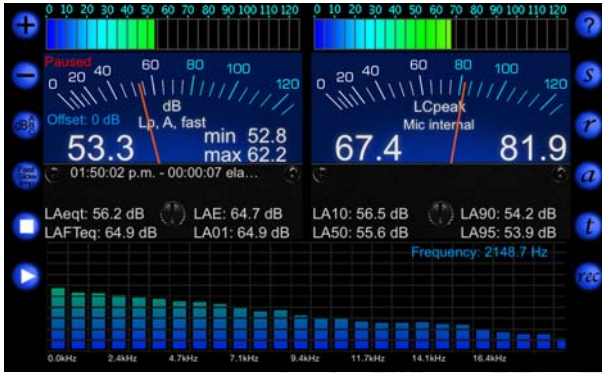 0 10 20 30 40 50 60 70 80 90 100 110 120
0 10 20 30 40 50 60 70 80 90 100 110 120
Paused
0 20 40 60 80 100 120
dB
Lp, A, fast
Offset: 0 dB
53.3
min 52.8
max 62.2
0 20 40 60 80 100 120
LCpeak
Mic internal
67.4 81.9
01:50:02 p.m. - 00:00:07 ela...
LAeqt: 56.2 dB LAE: 64.7 dB
LAFTeq: 64.9 dB LA01: 64.9 dB
LA10: 56.5 dB LA90: 54.2 dB
LA50: 55.6 dB LA95: 53.9 dB
Frequency: 2148.7 Hz
0.0kHz 2.4kHz 4.7kHz 7.1kHz 9.4kHz 11.7kHz 14.1kHz 16.4kHz
+
−
?
s
r
a
t
rec